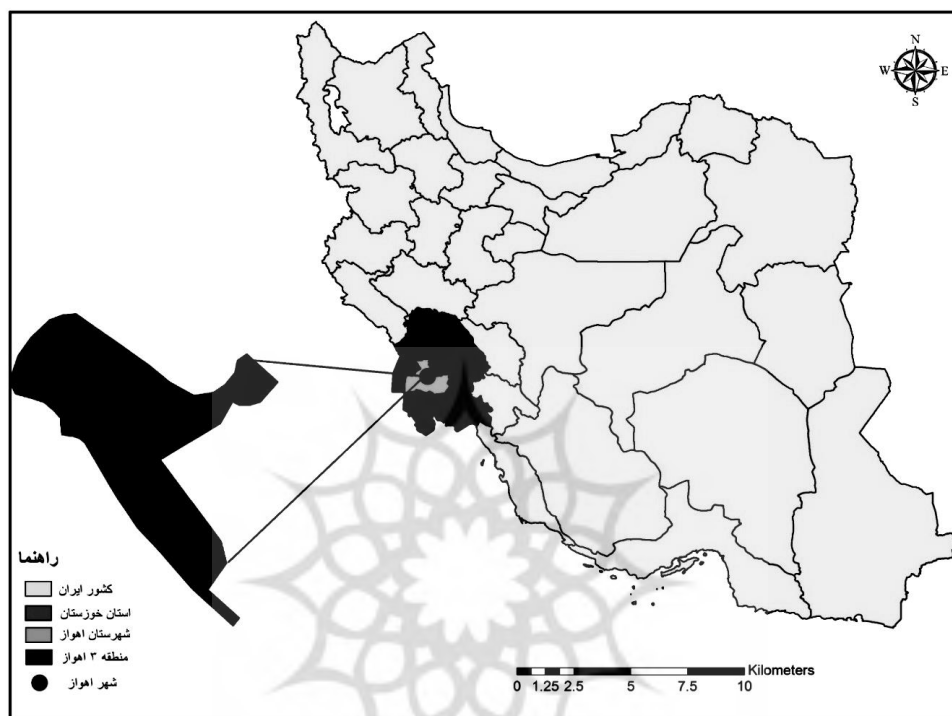 N
W E
S
راهنما
کشور ایران
استان خوزستان
شهرستان اهواز
منطقه ۳ اهواز
شهر اهواز
Kilometers
0 1.25 2.5 5 7.5 10